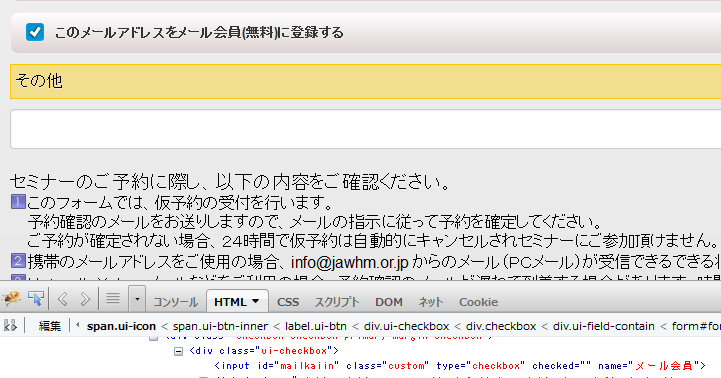 このメールアドレスをメール会員(無料)に登録する
その他
セミナーのご予約に際し、以下の内容をご確認ください。
1 このフォームでは、仮予約の受付を行います。
予約確認のメールをお送りしますので、メールの指示に従って予約を確定してください。
ご予約が確定されない場合、24時間で仮予約は自動的にキャンセルされセミナーにご参加頂けません。
2 携帯のメールアドレスをご使用の場合、info@jawhm.or.jpからのメール(PCメール)が受信できるできる
コンソール HTML CSS スクリプト DOM ネット Cookie
編集 span.ui-icon < span.ui-btn-inner < label.ui-btn < div.ui-checkbox < div.checkbox < div.ui-field-contain < form#for
<div class="ui-checkbox">
<input id="mailkaiin" class="custom" type="checkbox" checked="" name="メール会員"